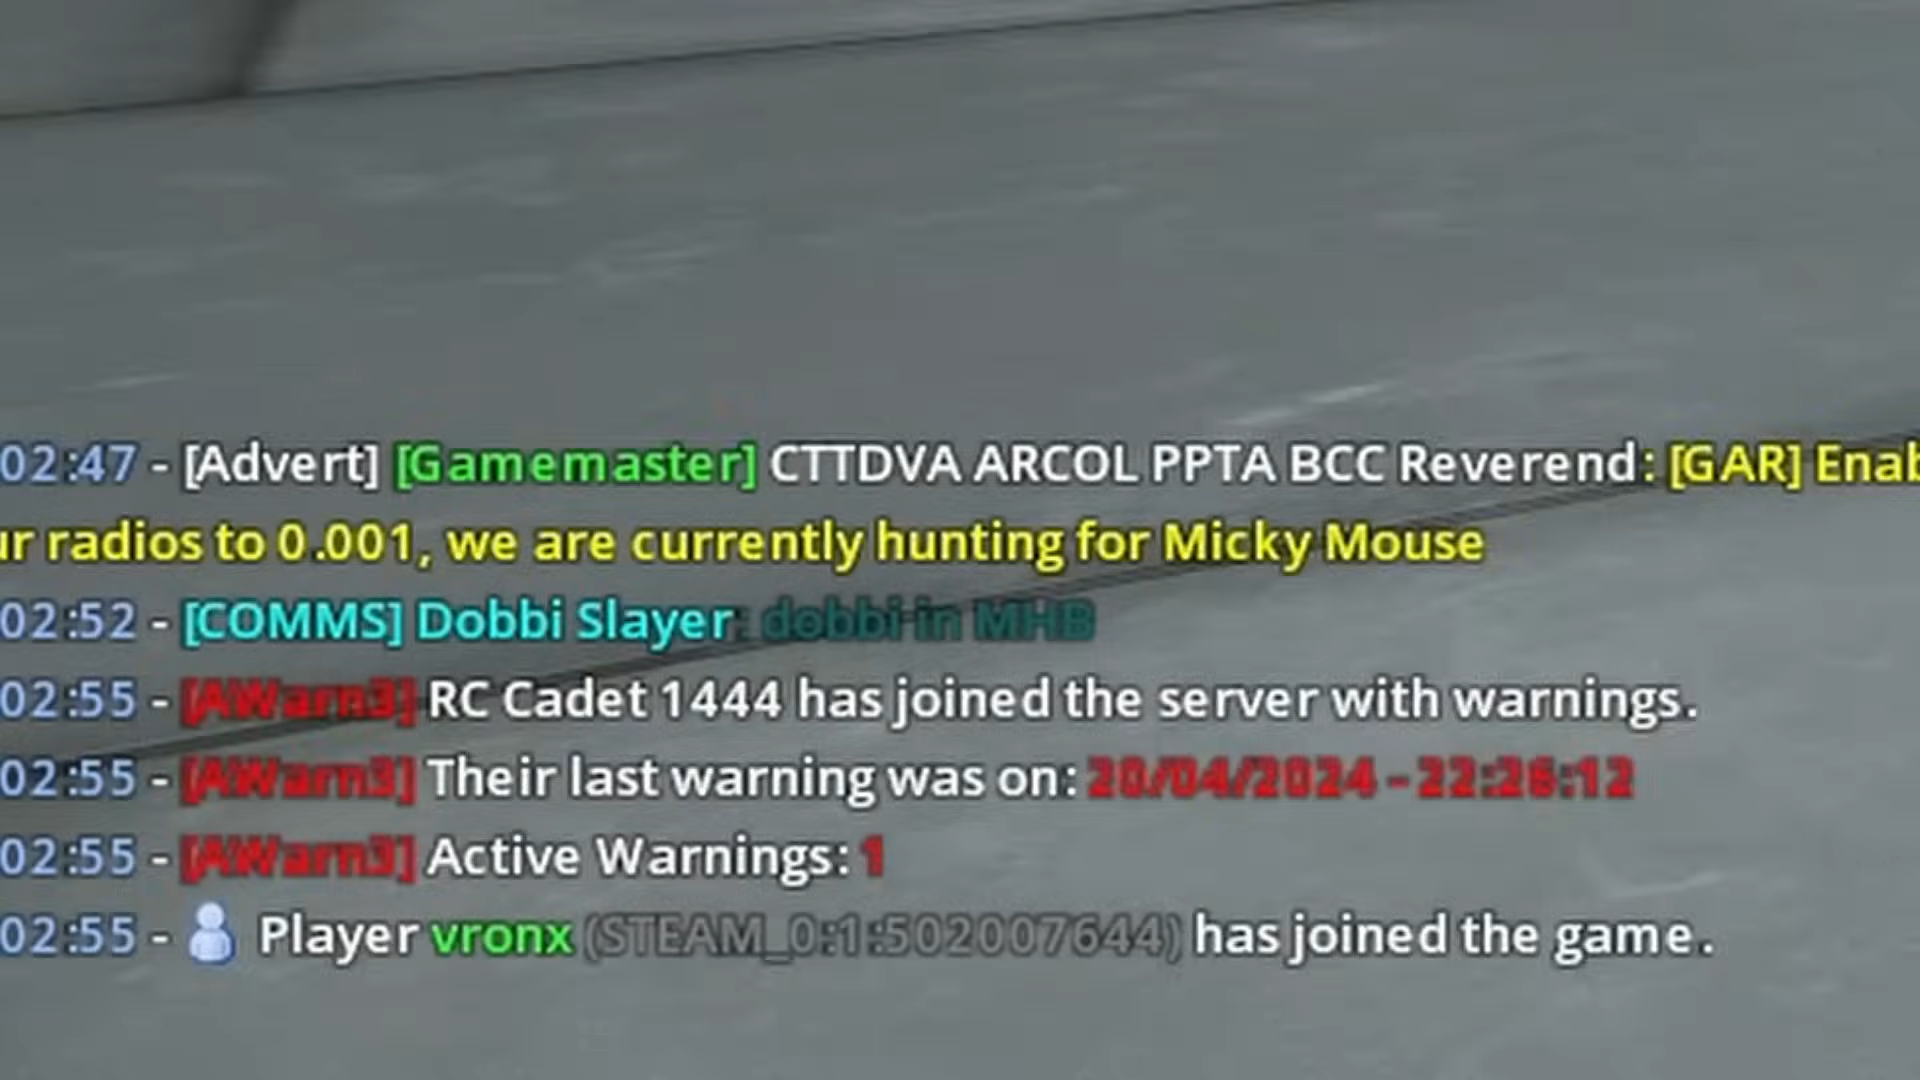 02:47 - [Advert] [Gamemaster] CTTDVA ARCOL PPTA BCC Reverend: [GAR] Enab
ur radios to 0.001, we are currently hunting for Micky Mouse
02:52 - [COMMS] Dobbi Slayer: dobbi in MHB
02:55 - [AWarn3] RC Cadet 1444 has joined the server with warnings.
02:55 - [AWarn3] Their last warning was on: 20/04/2024 - 22:26:12
02:55 - [AWarn3] Active Warnings: 1
02:55 - Player vronx (STEAM_0:1:502007644) has joined the game.